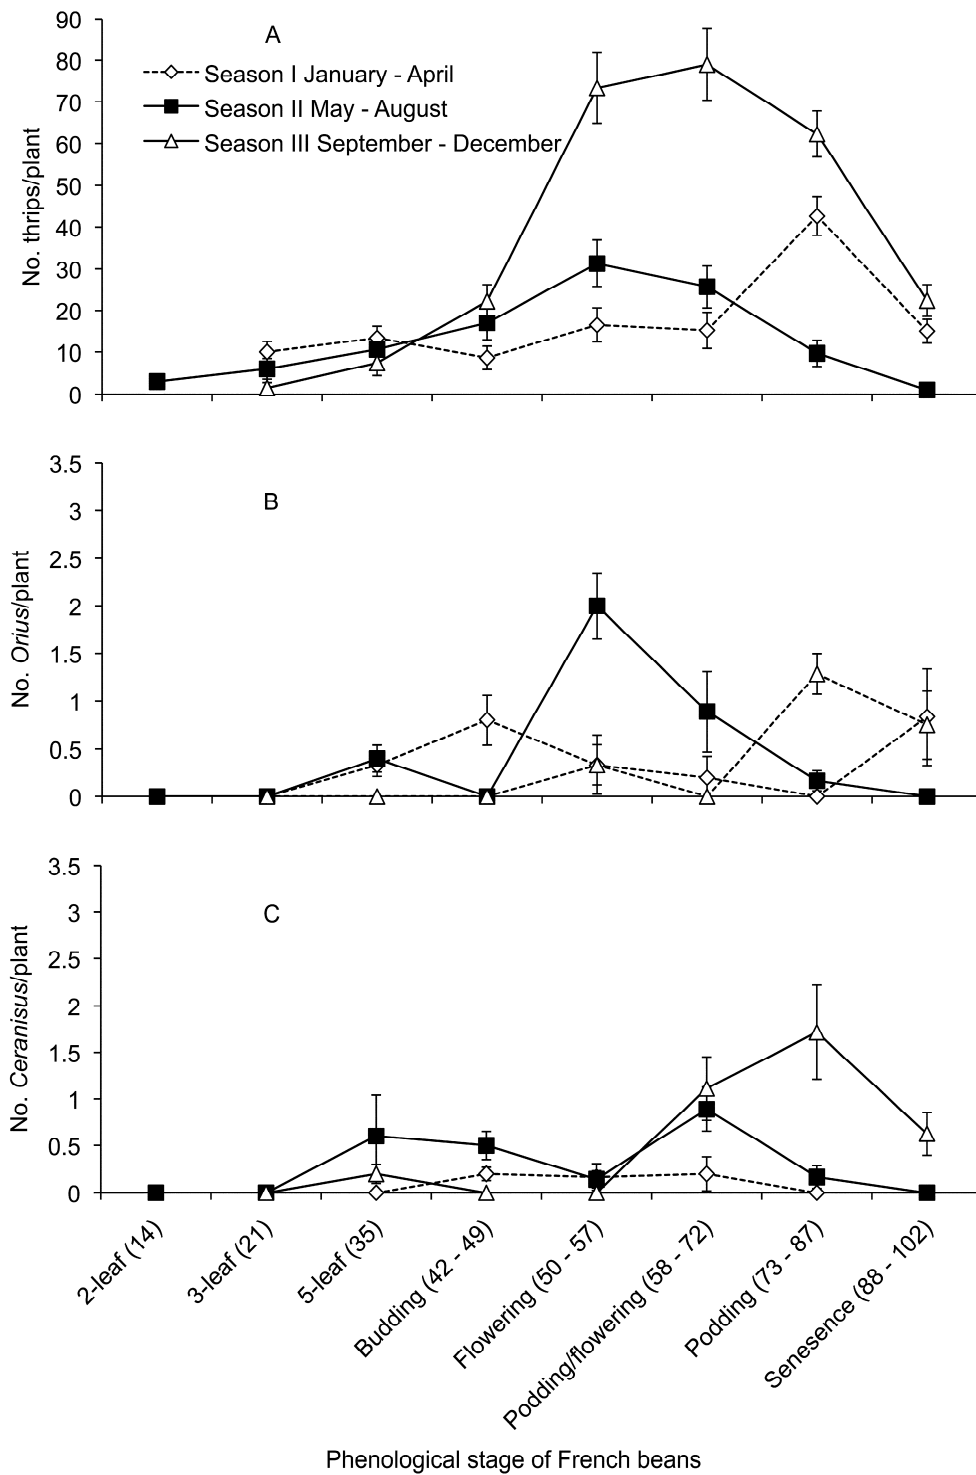 A
Season I January - April
Season II May - August
Season III September - December
No. thrips/plant
90
80
70
60
50
40
30
20
10
0
B
No. Orius/plant
3.5
3
2.5
2
1.5
1
0.5
0
C
No. Ceranisus/plant
3.5
3
2.5
2
1.5
1
0.5
0
2-leaf (14)
3-leaf (21)
5-leaf (35)
Budding (42 - 49)
Flowering (50 - 57)
Podding/flowering (58 - 72)
Podding (73 - 87)
Senesence (88 - 102)
Phenological stage of French beans